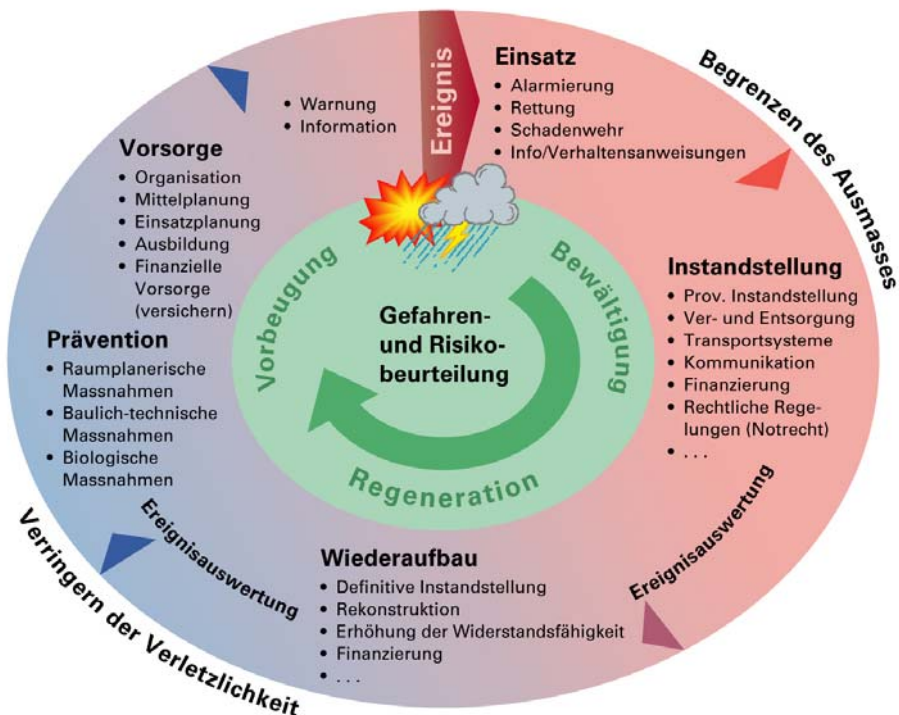 Ereignis
Einsatz
• Alarmierung
• Rettung
• Schadenwehr
• Info/Verhaltensanweisungen
Begrenzen des Ausmasses
Instandstellung
• Prov. Instandstellung
• Ver- und Entsorgung
• Transportsysteme
• Kommunikation
• Finanzierung
• Rechtliche Rege-
lungen (Notrecht)
• . . .
Ereignisauswertung
Wiederaufbau
• Definitive Instandstellung
• Rekonstruktion
• Erhöhung der Widerstandsfähigkeit
• Finanzierung
• . . .
Ereignisauswertung
Verringern der Verletzlichkeit
Prävention
• Raumplanerische
Massnahmen
• Baulich-technische
Massnahmen
• Biologische
Massnahmen
Vorsorge
• Organisation
• Mittelplanung
• Einsatzplanung
• Ausbildung
• Finanzielle
Vorsorge
(versichern)
• Warnung
• Information
Bewältigung
Regeneration
Vorbeugung
Gefahren-
und Risiko-
beurteilung